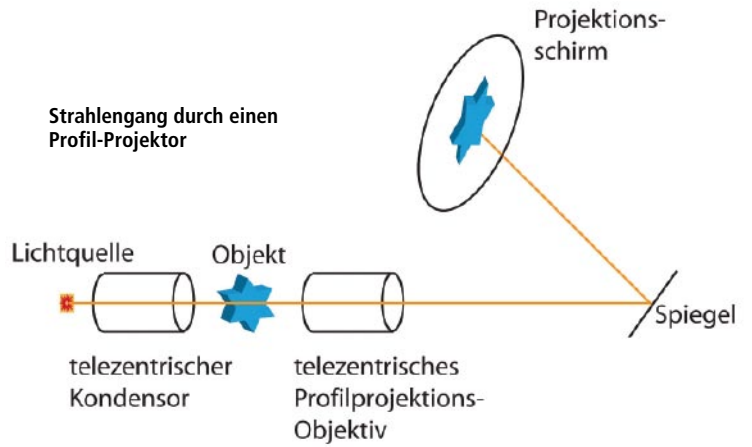 Projektions-
schirm
Strahlengang durch einen
Profil-Projektor
Lichtquelle
Objekt
Spiegel
telezentrischer
Kondensor
telezentrisches
Profilprojektions-
Objektiv